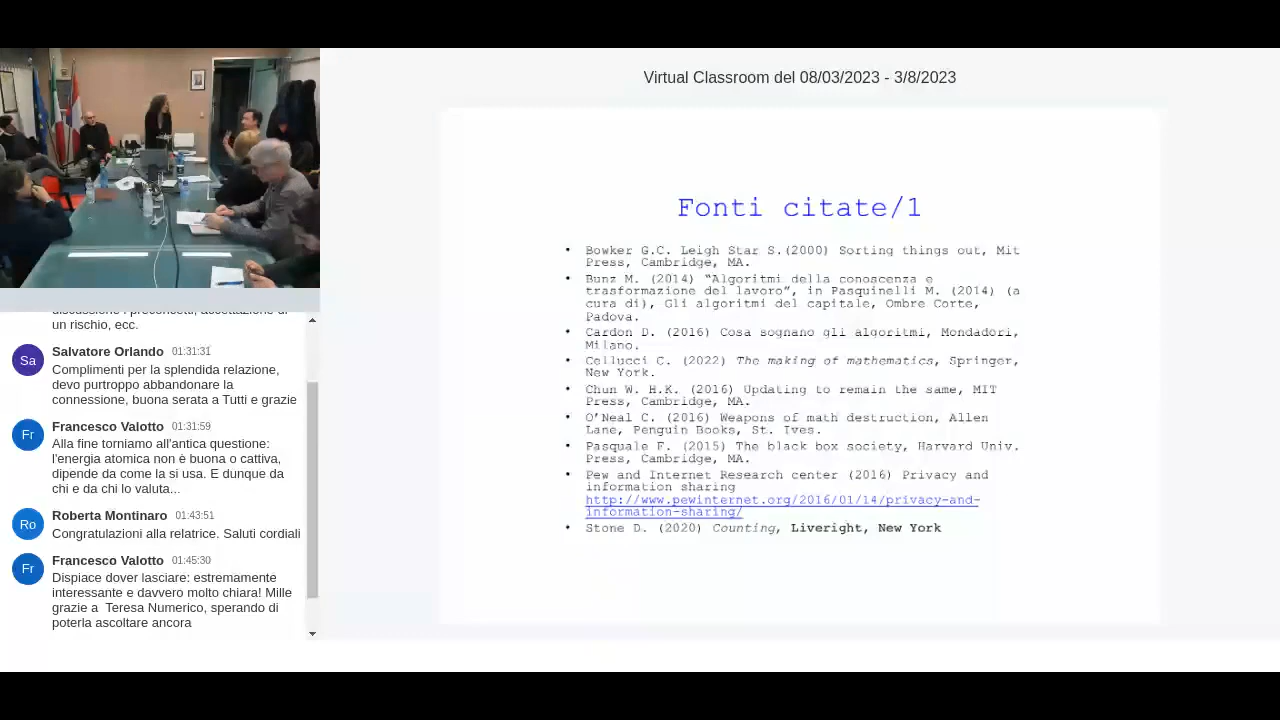 Virtual Classroom del 08/03/2023 - 3/8/2023
discussione i preconcetti, accettazione di
un rischio, ecc.
Sa
Salvatore Orlando 01:31:31
Complimenti per la splendida relazione,
devo purtroppo abbandonare la
connessione, buona serata a Tutti e grazie
Fr
Francesco Valotto 01:31:59
Alla fine torniamo all'antica questione:
l'energia atomica non è buona o cattiva,
dipende da come la si usa. E dunque da
chi e da chi lo valuta...
Ro
Roberta Montinaro 01:43:51
Congratulazioni alla relatrice. Saluti cordiali
Fr
Francesco Valotto 01:45:30
Dispiace dover lasciare: estremamente
interessante e davvero molto chiara! Mille
grazie a Teresa Numerico, sperando di
poterla ascoltare ancora
Fonti citate/1
• Bowker G.C. Leigh Star S.(2000) Sorting things out, Mit
Press, Cambridge, MA.
• Bunz M. (2014) “Algoritmi della conoscenza e
trasformazione del lavoro”, in Pasquinelli M. (2014) (a
cura di), Gli algoritmi del capitale, Ombre Corte,
Padova.
• Cardon D. (2016) Cosa sognano gli algoritmi, Mondadori,
Milano.
• Cellucci C. (2022) The making of mathematics, Springer,
New York.
• Chun W. H.K. (2016) Updating to remain the same, MIT
Press, Cambridge, MA.
• O’Neal C. (2016) Weapons of math destruction, Allen
Lane, Penguin Books, St. Ives.
• Pasquale F. (2015) The black box society, Harvard Univ.
Press, Cambridge, MA.
• Pew and Internet Research center (2016) Privacy and
information sharing
http://www.pewinternet.org/2016/01/14/privacy-and-
information-sharing/
• Stone D. (2020) Counting, Liveright, New York